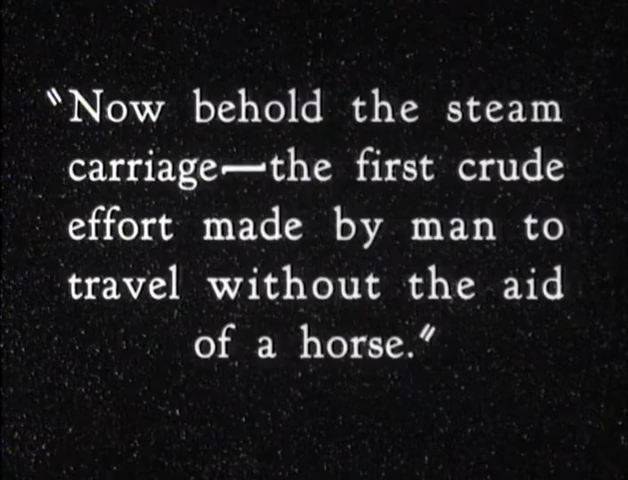 "Now behold the steam
carriage—the first crude
effort made by man to
travel without the aid
of a horse."